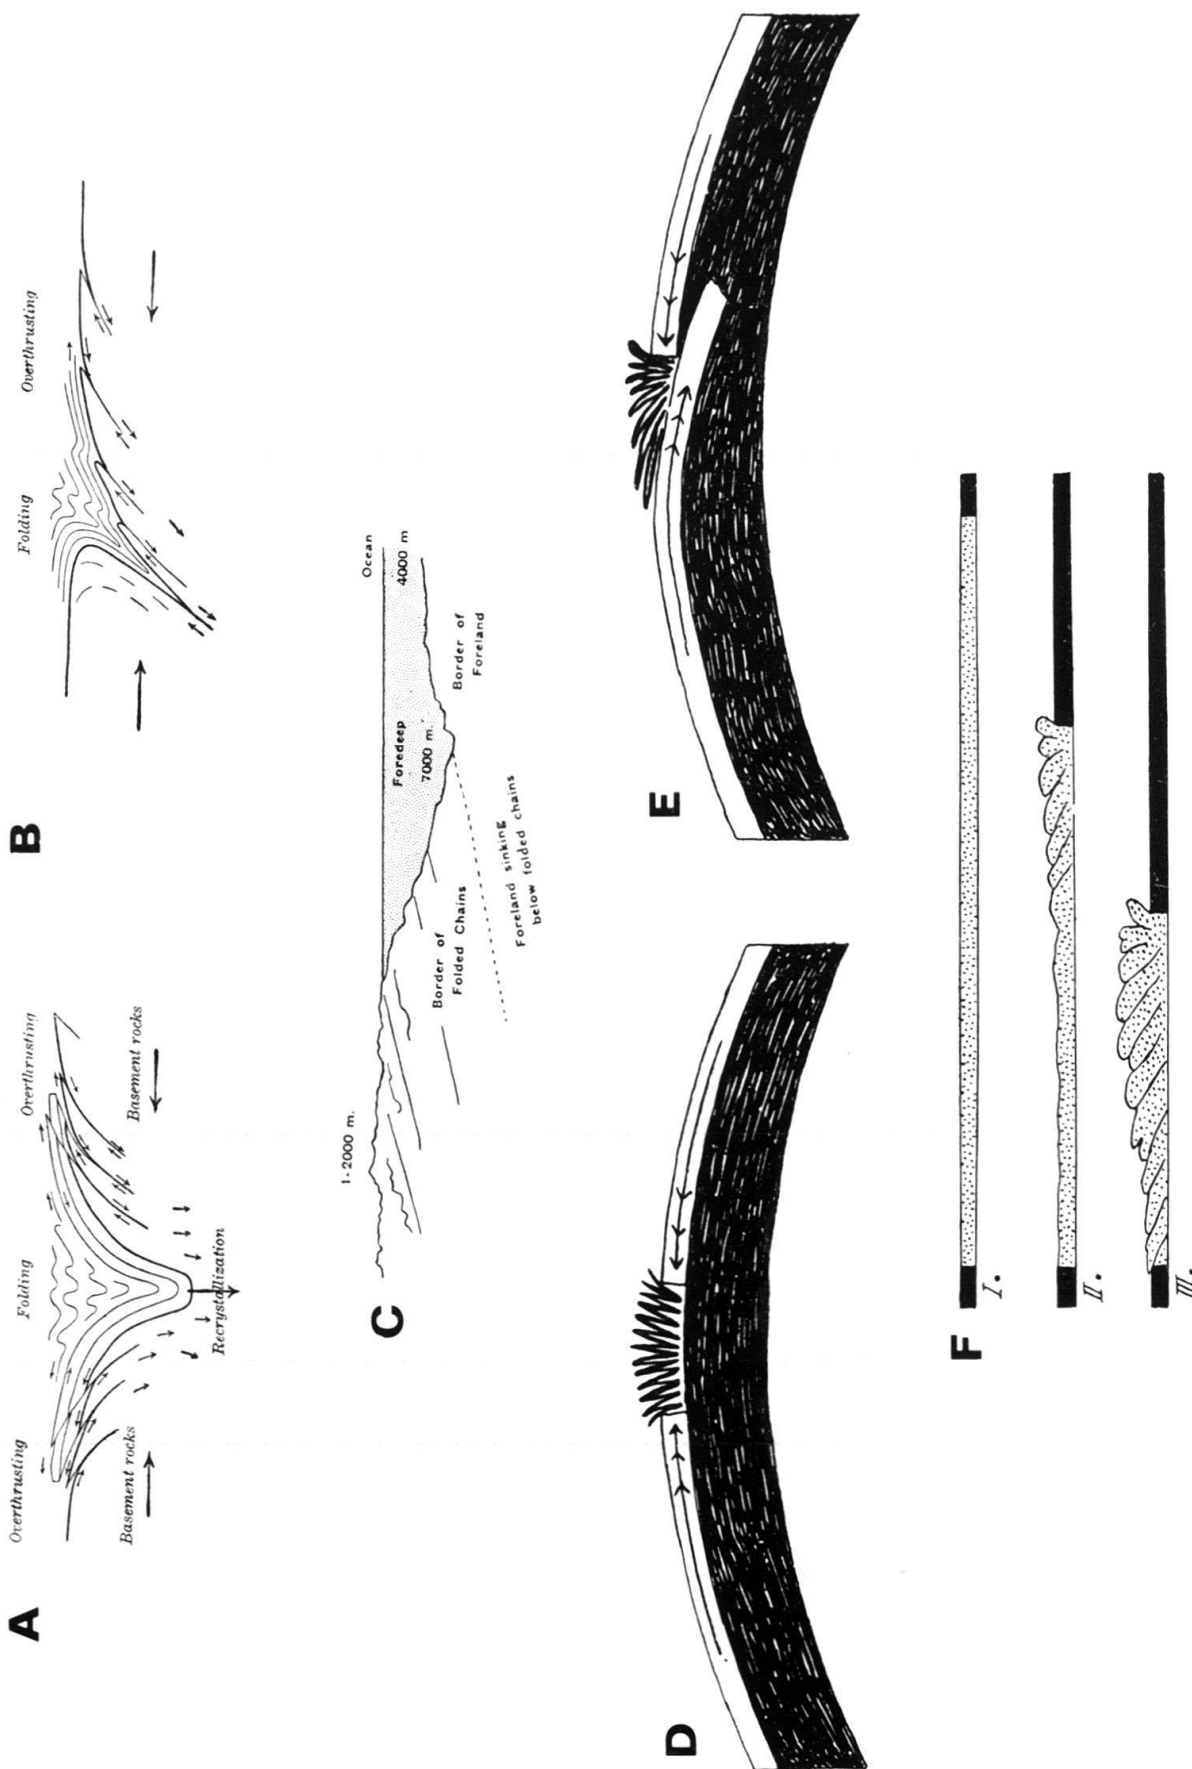 A
Overthrusting
Folding
Overthrusting
Basement rocks
Basement rocks
Recrystallization
B
Folding
Overthrusting
C
1-2000 m.
Ocean
4000 m
Foredeep
7000 m.
Border of
Folded Chains
Border of
Foreland
Foreland sinking
below folded chains
D
E
F
I.
II.
III.